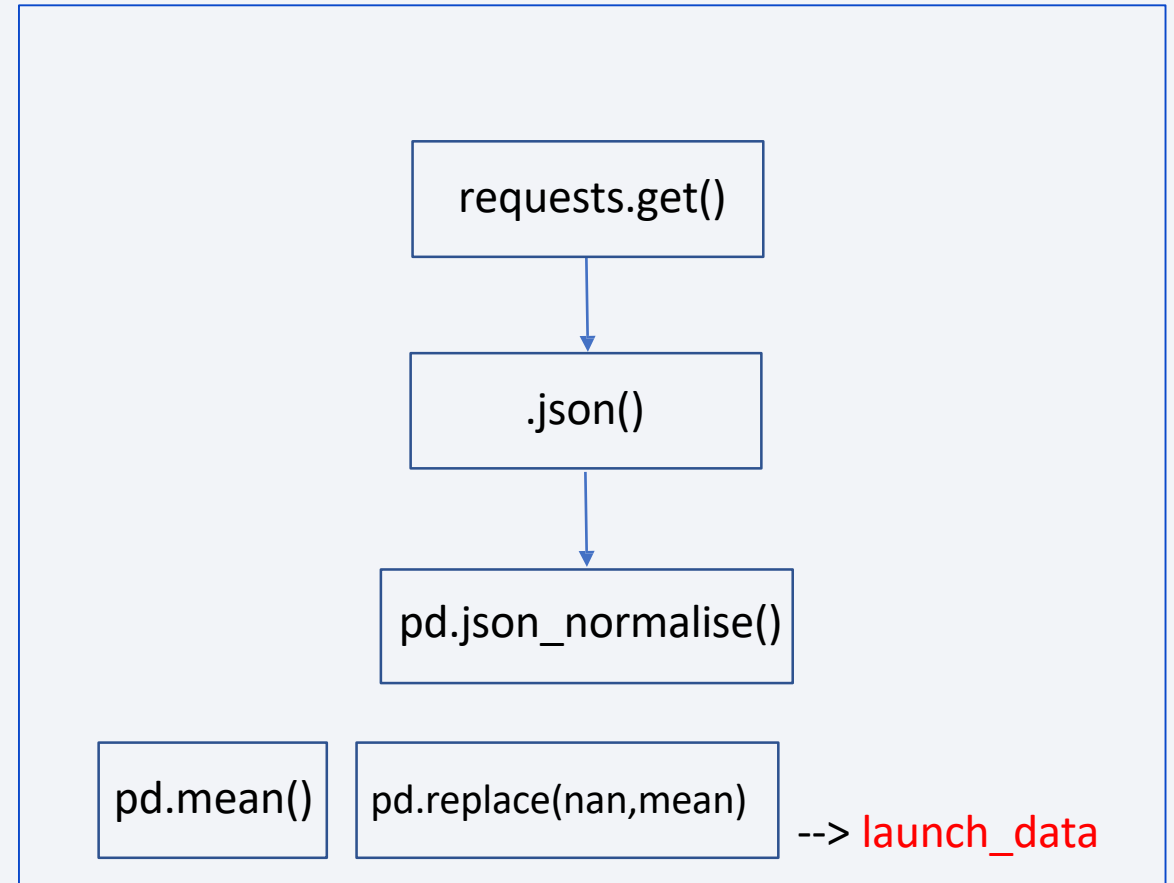 requests.get()
.json()
pd.json_normalise()
pd.mean()
pd.replace(nan,mean)
--> launch_data